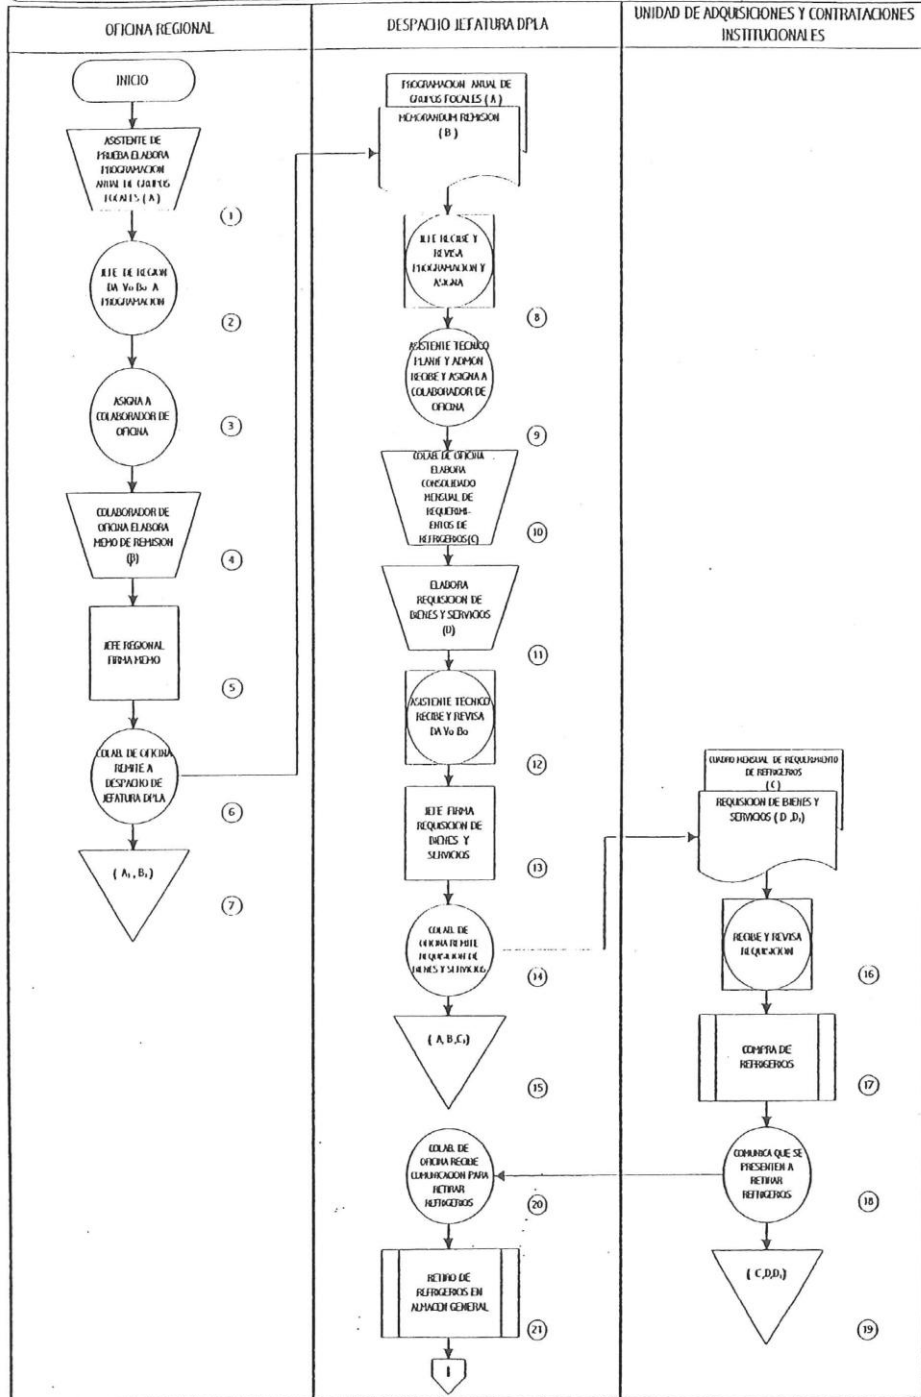 OFICINA REGIONAL
INICIO
ASISTENTE DE
PRUEBA ELABORA
PROGRAMACION
ANUAL DE GRUPOS
FOCALES ( A )
1
JEFE DE REGION
DA Vo Bo A
PROGRAMACION
2
ASIGNA A
COLABORADOR DE
OFICINA
3
COLABORADOR DE
OFICINA ELABORA
MEMO DE REMISION
(B)
4
JEFE REGIONAL
FIRMA MEMO
5
COLAB. DE OFICINA
REMITE A
DESPACHO DE
JEFATURA DPLA
6
( A₁, B₁ )
7
DESPACHO JEFATURA DPLA
PROGRAMACION ANUAL DE
GRUPOS FOCALES ( A )
MEMORANDUM REMISION
( B )
JEFE RECIBE Y
REVISA
PROGRAMACION Y
ASIGNA
8
ASISTENTE TECNICO
PLANIF Y ADMON
RECIBE Y ASIGNA A
COLABORADOR DE
OFICINA
9
COLAB. DE OFICINA
ELABORA
CONSOLIDADO
MENSUAL DE
REQUERIMI-
ENTOS DE
REFRIGERIOS(C)
10
ELABORA
REQUISICION DE
BIENES Y SERVICIOS
(D)
11
ASISTENTE TECNICO
RECIBE Y REVISA
DA Vo Bo
12
JEFE FIRMA
REQUISICION DE
BIENES Y
SERVICIOS
13
COLAB. DE
OFICINA REMITE
REQUISICION DE
BIENES Y SERVICIOS
14
( A, B,C₁)
15
COLAB. DE
OFICINA RECIBE
COMUNICACION PARA
RETIRAR
REFRIGERIOS
20
RETIRO DE
REFRIGERIOS EN
ALMACEN GENERAL
21
1
UNIDAD DE ADQUISICIONES Y CONTRATACIONES
INSTITUCIONALES
CUADRO MENSUAL DE REQUERIMIENTO
DE REFRIGERIOS
( C )
REQUISICION DE BIENES Y
SERVICIOS ( D ,D₁)
RECIBE Y REVISA
REQUISICION
16
COMPRA DE
REFRIGERIOS
17
COMUNICA QUE SE
PRESENTEN A
RETIRAR
REFRIGERIOS
18
( C,D,D₁)
19